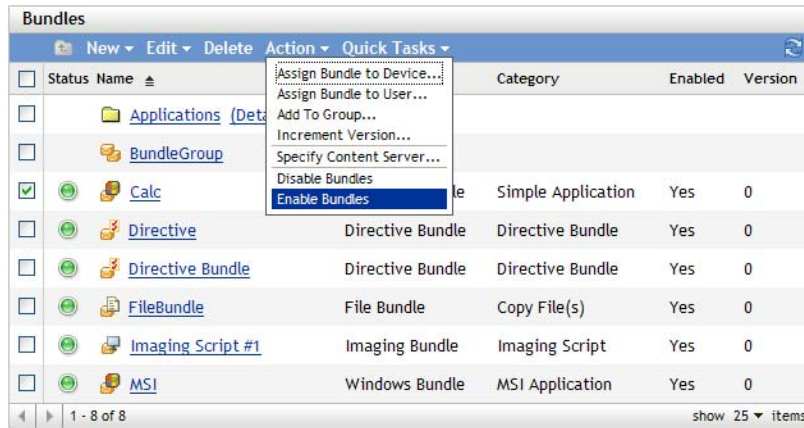 Bundles
New Edit Delete Action Quick Tasks
Status Name Category Enabled Version
Assign Bundle to Device...
Assign Bundle to User...
Add To Group...
Increment Version...
Specify Content Server...
Disable Bundles
Enable Bundles
Applications (Deta
BundleGroup
Calc le Simple Application Yes 0
Directive Directive Bundle Directive Bundle Yes 0
Directive Bundle Directive Bundle Directive Bundle Yes 0
FileBundle File Bundle Copy File(s) Yes 0
Imaging Script #1 Imaging Bundle Imaging Script Yes 0
MSI Windows Bundle MSI Application Yes 0
1 - 8 of 8 show 25 items